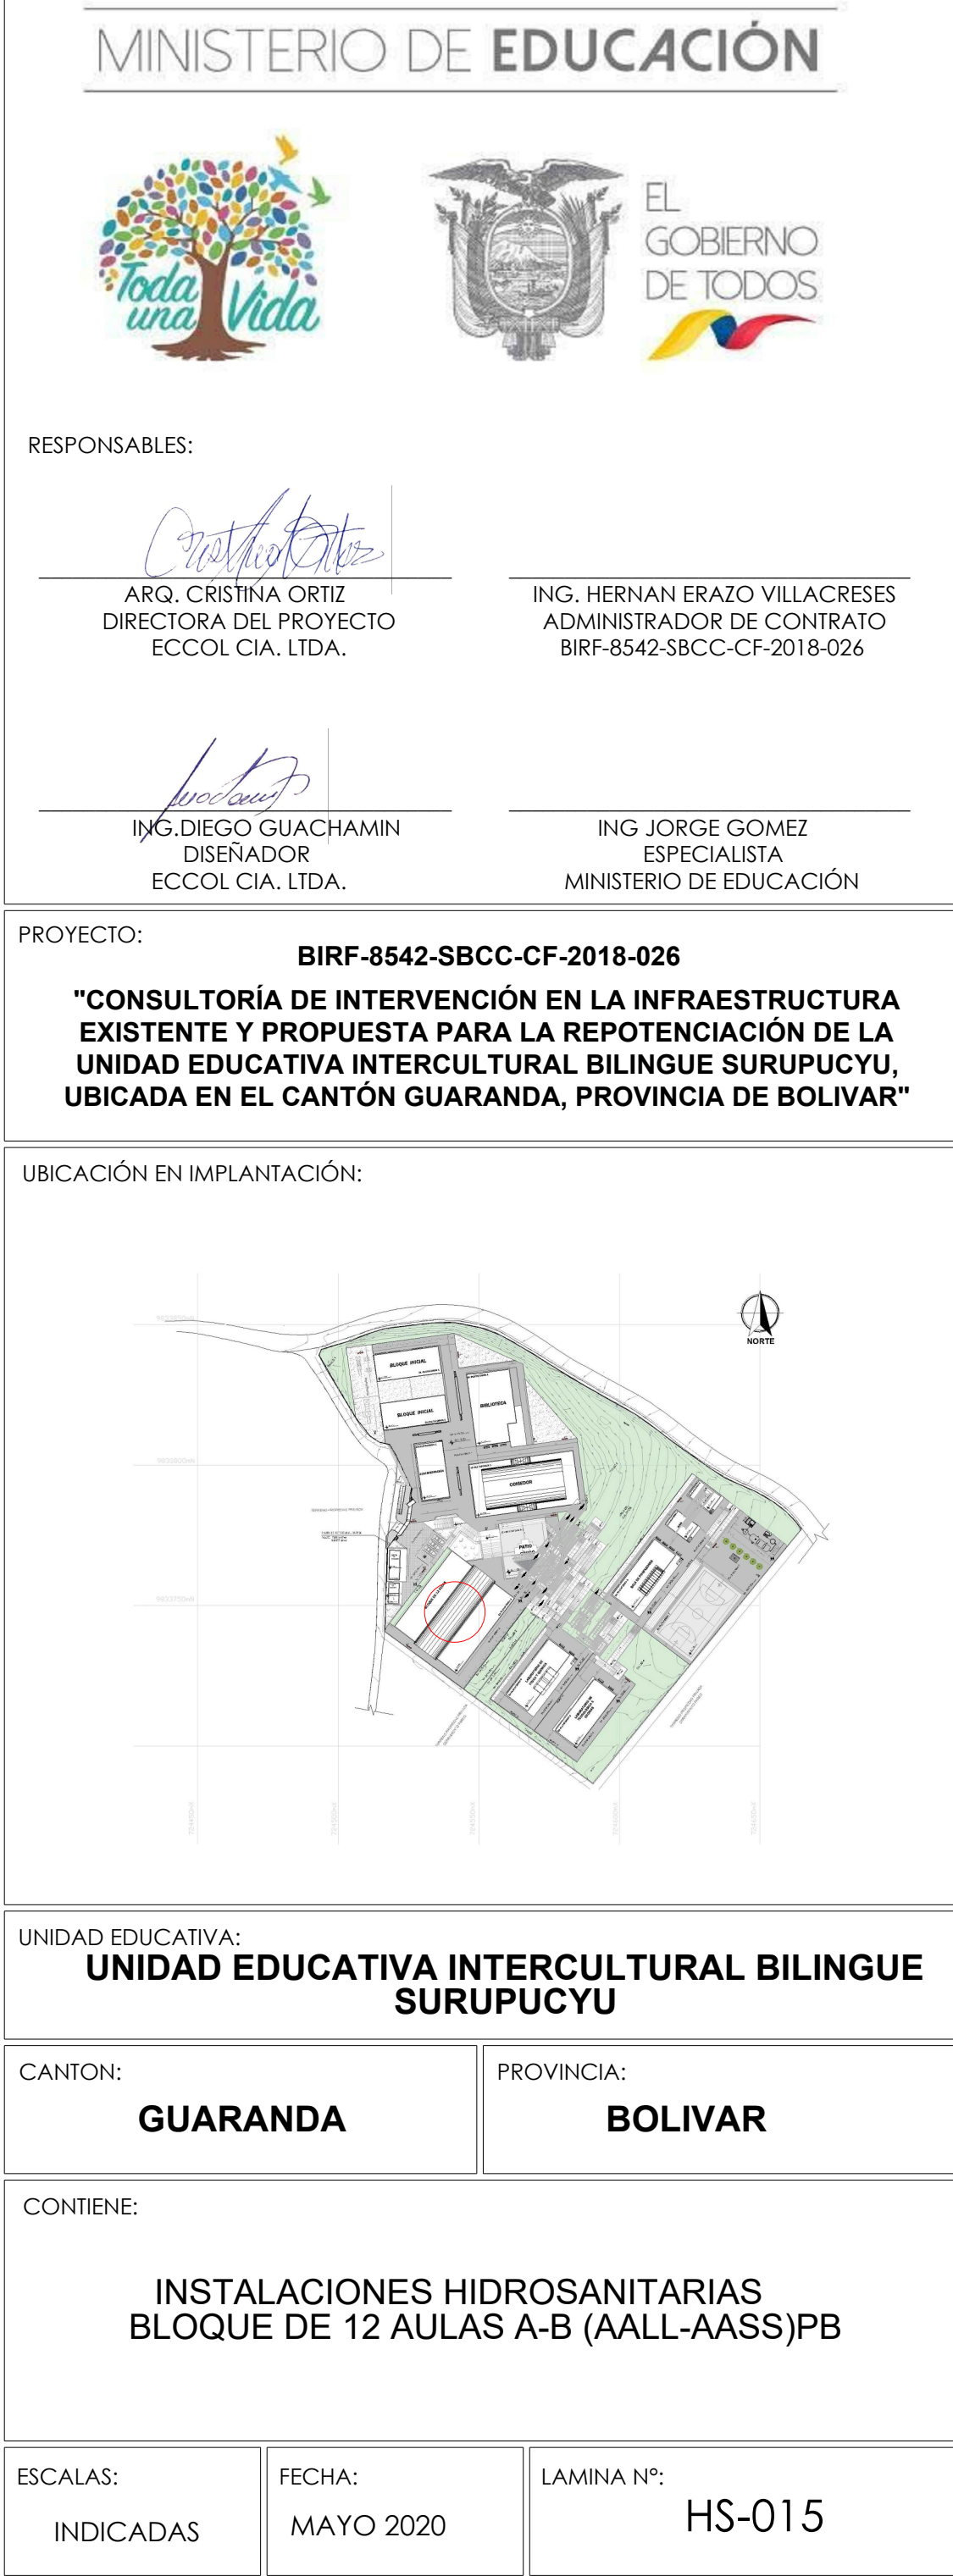 MINISTERIO DE EDUCACIÓN
Toda
una Vida
EL
GOBIERNO
DE TODOS
RESPONSABLES:
ARQ. CRISTINA ORTIZ
DIRECTORA DEL PROYECTO
ECCOL CIA. LTDA.
ING. HERNAN ERAZO VILLACRESES
ADMINISTRADOR DE CONTRATO
BIRF-8542-SBCC-CF-2018-026
ING.DIEGO GUACHAMIN
DISEÑADOR
ECCOL CIA. LTDA.
ING JORGE GOMEZ
ESPECIALISTA
MINISTERIO DE EDUCACIÓN
PROYECTO:
BIRF-8542-SBCC-CF-2018-026
"CONSULTORÍA DE INTERVENCIÓN EN LA INFRAESTRUCTURA
EXISTENTE Y PROPUESTA PARA LA REPOTENCIACIÓN DE LA
UNIDAD EDUCATIVA INTERCULTURAL BILINGUE SURUPUCYU,
UBICADA EN EL CANTÓN GUARANDA, PROVINCIA DE BOLIVAR"
UBICACIÓN EN IMPLANTACIÓN:
NORTE
BLOQUE INICIAL
BLOQUE INICIAL
BIBLIOTECA
COMEDOR
PATIO
UNIDAD EDUCATIVA:
UNIDAD EDUCATIVA INTERCULTURAL BILINGUE
SURUPUCYU
CANTON:
GUARANDA
PROVINCIA:
BOLIVAR
CONTIENE:
INSTALACIONES HIDROSANITARIAS
BLOQUE DE 12 AULAS A-B (AALL-AASS)PB
ESCALAS:
INDICADAS
FECHA:
MAYO 2020
LAMINA Nº:
HS-015